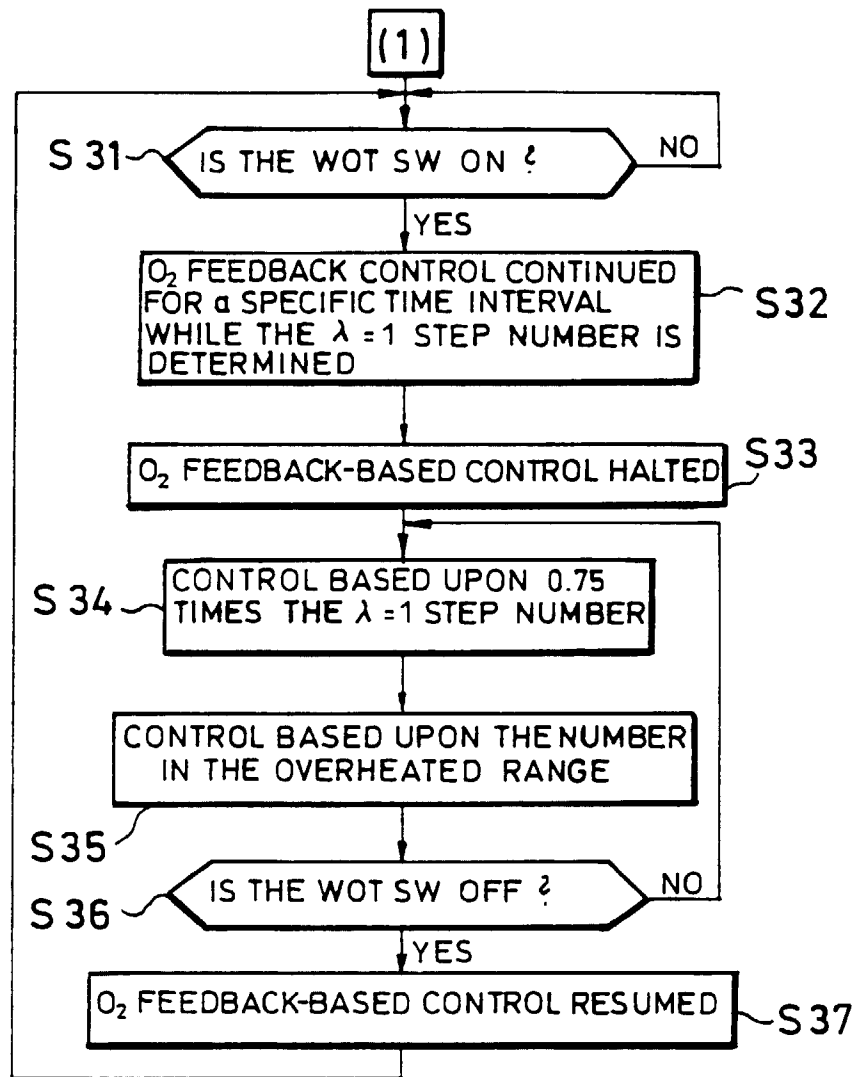 (1)
S 31
IS THE WOT SW ON ?
NO
YES
O₂ FEEDBACK CONTROL CONTINUED
FOR a SPECIFIC TIME INTERVAL
WHILE THE λ = 1 STEP NUMBER IS
DETERMINED
S32
O₂ FEEDBACK-BASED CONTROL HALTED
S33
S 34
CONTROL BASED UPON 0.75
TIMES THE λ = 1 STEP NUMBER
CONTROL BASED UPON THE NUMBER
IN THE OVERHEATED RANGE
S35
IS THE WOT SW OFF ?
NO
S36
YES
O₂ FEEDBACK-BASED CONTROL RESUMED
S37